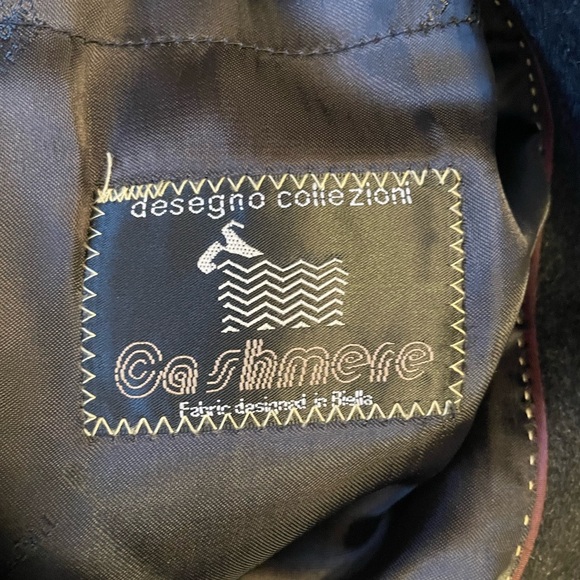 desegno collezioni
Cashmere
Fabric designed in Biella